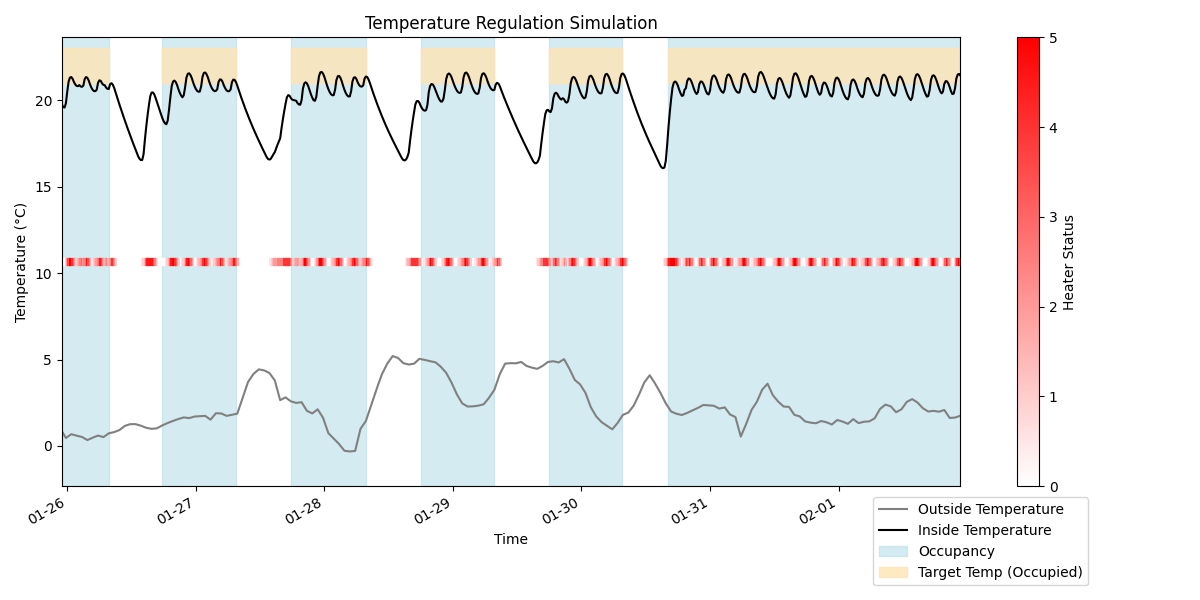 Temperature Regulation Simulation
Temperature (°C)
20
15
10
5
0
01-26
01-27
01-28
01-29
01-30
01-31
02-01
Time
5
4
3
2
1
0
Heater Status
Outside Temperature
Inside Temperature
Occupancy
Target Temp (Occupied)